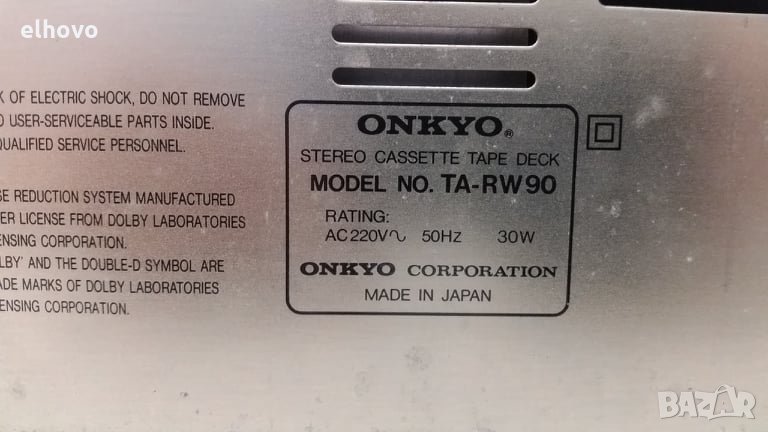 elhovo
K OF ELECTRIC SHOCK, DO NOT REMOVE
USER-SERVICEABLE PARTS INSIDE.
QUALIFIED SERVICE PERSONNEL.
SE REDUCTION SYSTEM MANUFACTURED
ER LICENSE FROM DOLBY LABORATORIES
ENSING CORPORATION.
LBY' AND THE DOUBLE-D SYMBOL ARE
ADE MARKS OF DOLBY LABORATORIES
ENSING CORPORATION.
ONKYO®
STEREO CASSETTE TAPE DECK
MODEL NO. TA-RW90
RATING:
AC220V∿ 50Hz 30W
ONKYO CORPORATION
MADE IN JAPAN
BAZAR